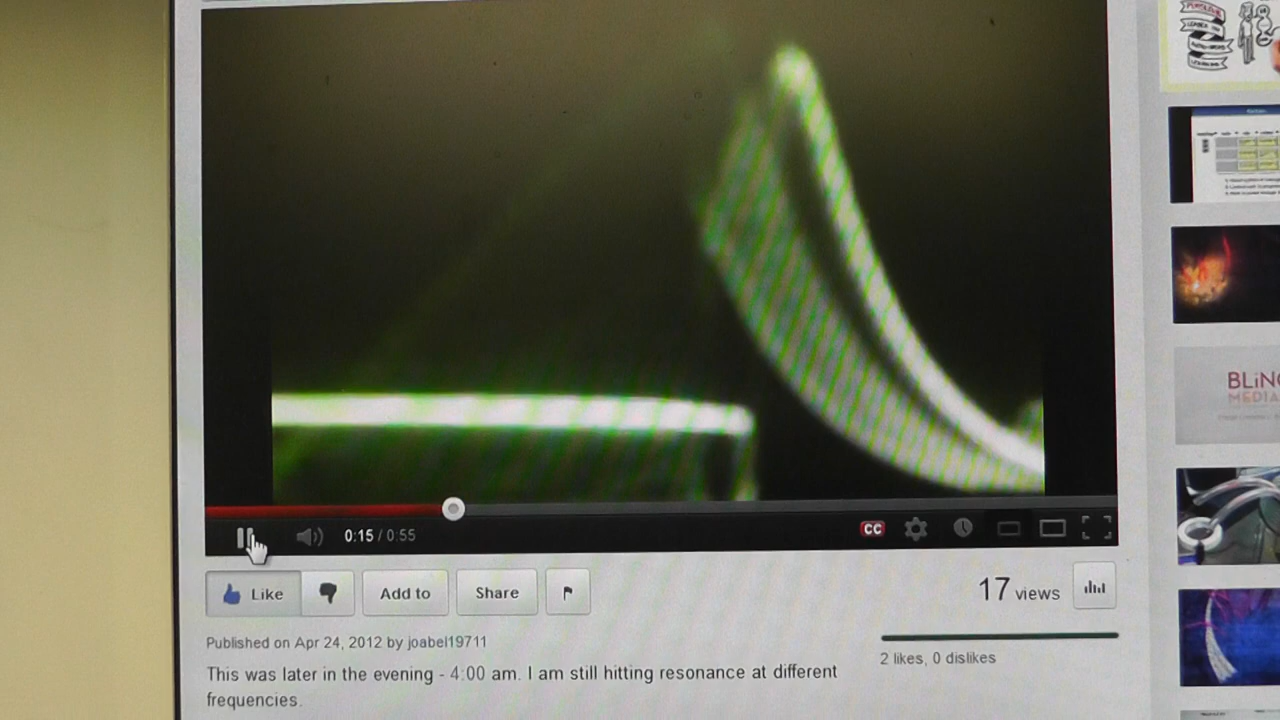 BLiNG
MEDIA
0:15 / 0:55
CC
Like
Add to
Share
17 views
Published on Apr 24, 2012 by joabel19711
2 likes, 0 dislikes
This was later in the evening - 4:00 am. I am still hitting resonance at different
frequencies.